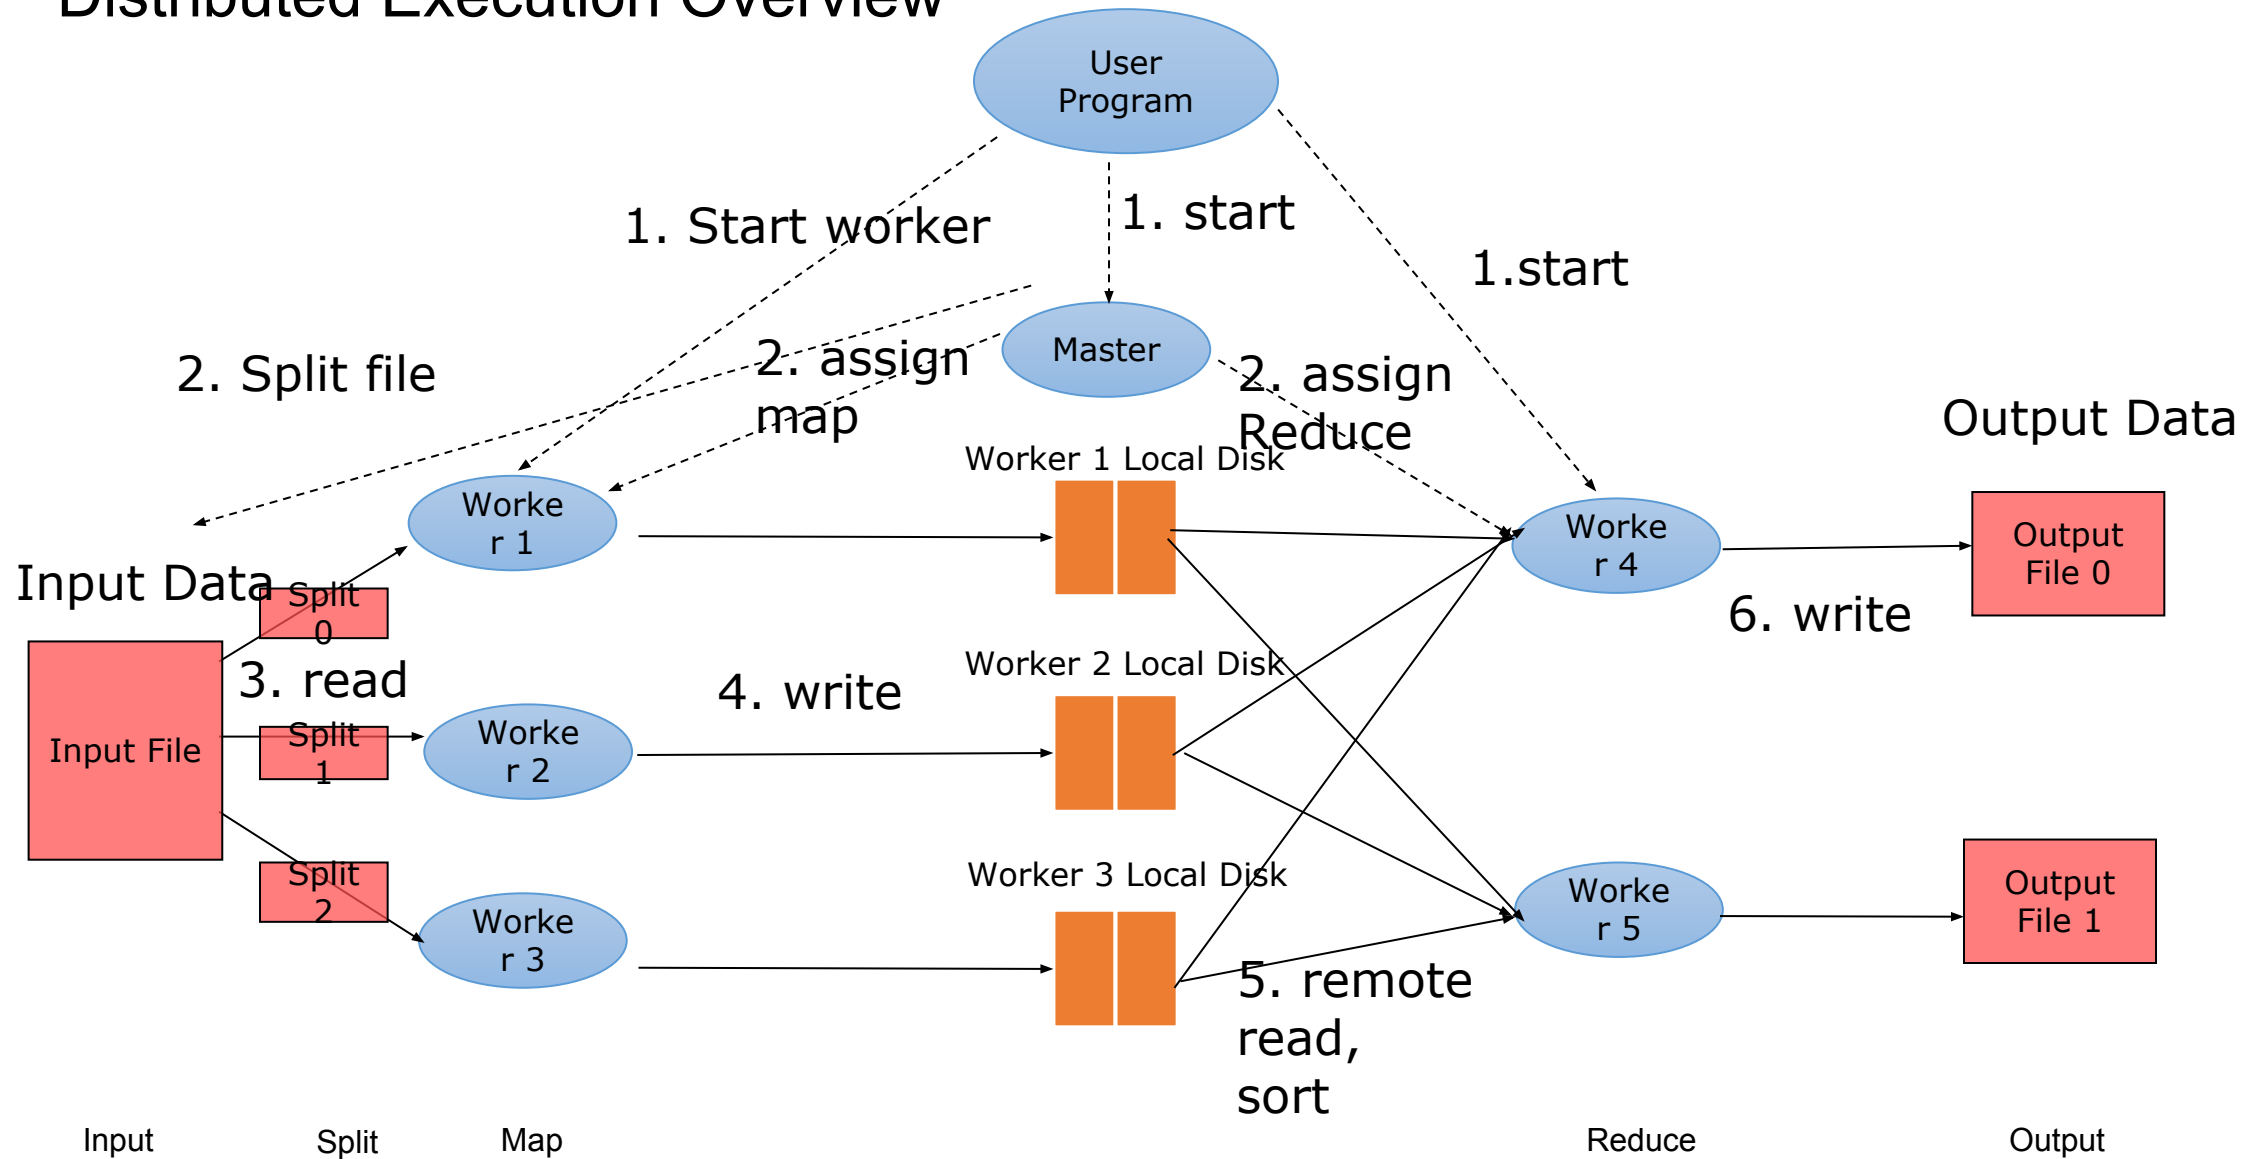 Distributed Execution Overview
User
Program
1. Start worker
1. start
1.start
2. Split file
2. assign
map
Master
2. assign
Reduce
Output Data
Worker 1 Local Disk
Worke
r 1
Worke
r 4
Output
File 0
Input Data
Split
0
3. read
6. write
Worker 2 Local Disk
4. write
Input File
Split
1
Worke
r 2
Worker 3 Local Disk
Split
2
Worke
r 3
Worke
r 5
Output
File 1
5. remote
read,
sort
Input
Split
Map
Reduce
Output